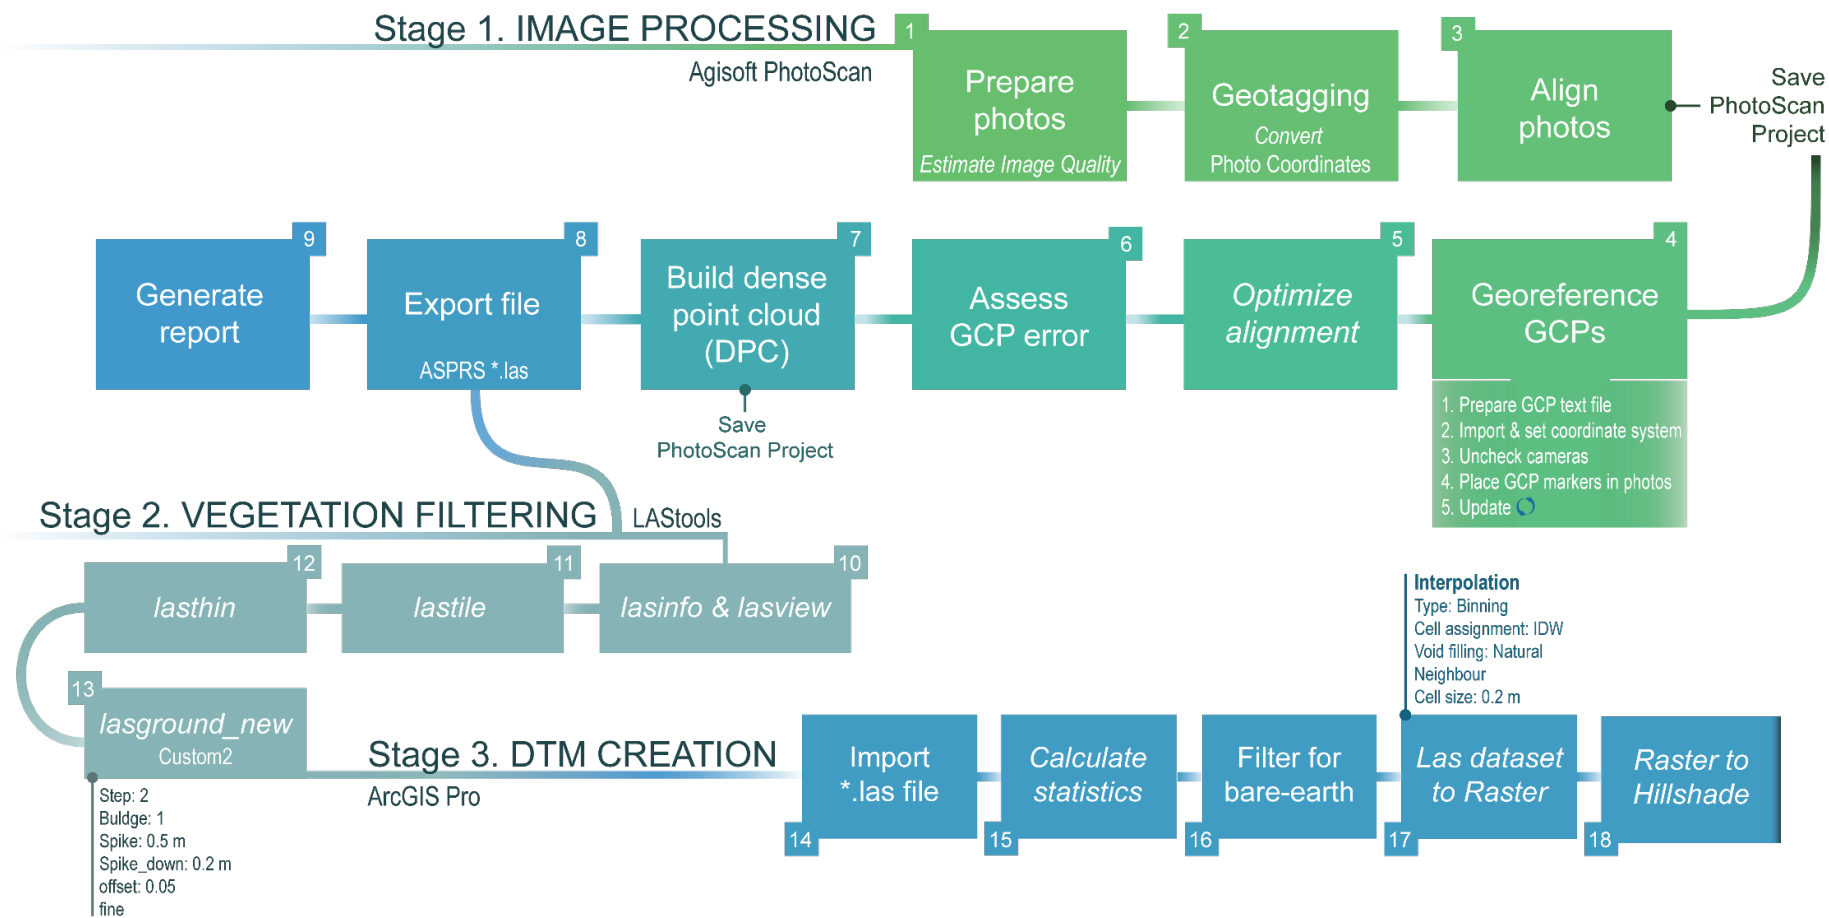 Stage 1. IMAGE PROCESSING
Agisoft PhotoScan
1
Prepare
photos
Estimate Image Quality
2
Geotagging
Convert
Photo Coordinates
3
Align
photos
Save
PhotoScan
Project
4
Georeference
GCPs
1. Prepare GCP text file
2. Import & set coordinate system
3. Uncheck cameras
4. Place GCP markers in photos
5. Update
5
Optimize
alignment
6
Assess
GCP error
7
Build dense
point cloud
(DPC)
Save
PhotoScan Project
8
Export file
ASPRS *.las
9
Generate
report
Stage 2. VEGETATION FILTERING
LAStools
10
lasinfo & lasview
11
lastile
12
lasthin
13
lasground_new
Custom2
Step: 2
Buldge: 1
Spike: 0.5 m
Spike_down: 0.2 m
offset: 0.05
fine
Stage 3. DTM CREATION
ArcGIS Pro
Import
*.las file
14
Calculate
statistics
15
Filter for
bare-earth
16
Interpolation
Type: Binning
Cell assignment: IDW
Void filling: Natural
Neighbour
Cell size: 0.2 m
Las dataset
to Raster
17
Raster to
Hillshade
18